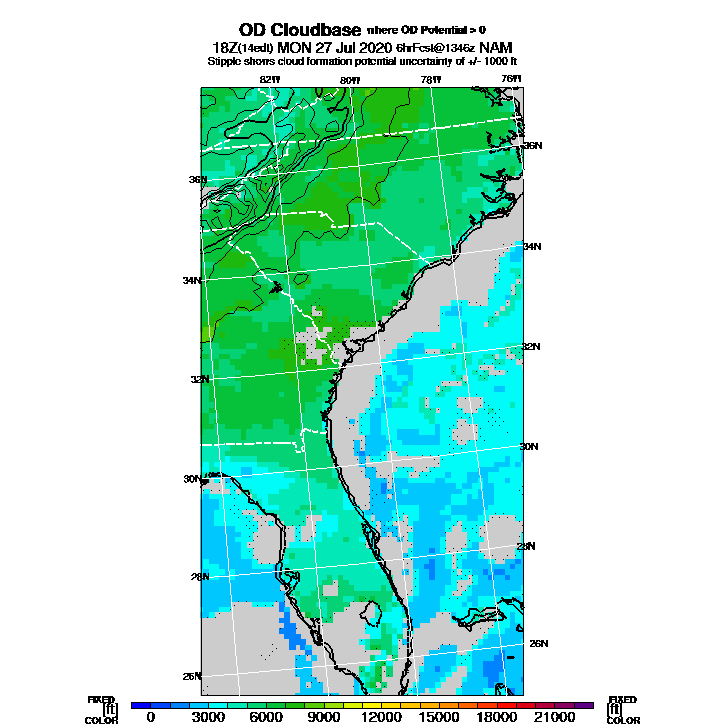 OD Cloudbase where OD Potential > 0
18Z(14edt) MON 27 Jul 2020 6hrFcst@1346z NAM
Stipple shows cloud formation potential uncertainty of +/- 1000 ft
82W 80W 78W 76W
36N 36N
34N 34N
32N 32N
30N 30N
28N 28N
26N 26N
FIXED FIXED
[ft] [ft]
COLOR COLOR
0 3000 6000 9000 12000 15000 18000 21000